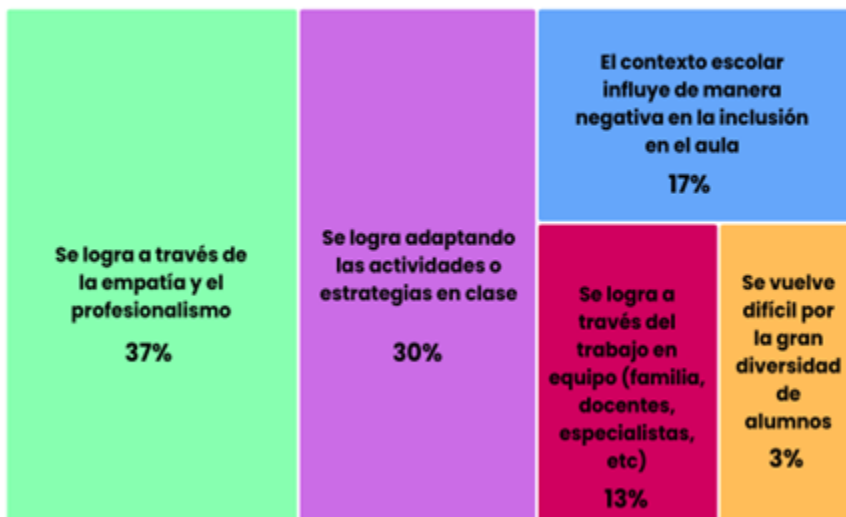 Se logra a través de
la empatía y el
profesionalismo
37%
Se logra adaptando
las actividades o
estrategias en clase
30%
El contexto escolar
influye de manera
negativa en la inclusión
en el aula
17%
Se logra a
través del
trabajo en
equipo (familia,
docentes,
especialistas,
etc)
13%
Se vuelve
difícil por
la gran
diversidad
de
alumnos
3%